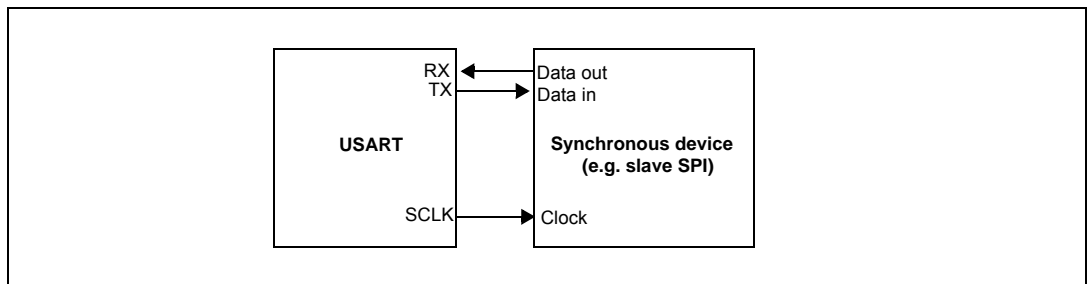 RX
TX
Data out
Data in
USART
Synchronous device
(e.g. slave SPI)
SCLK
Clock